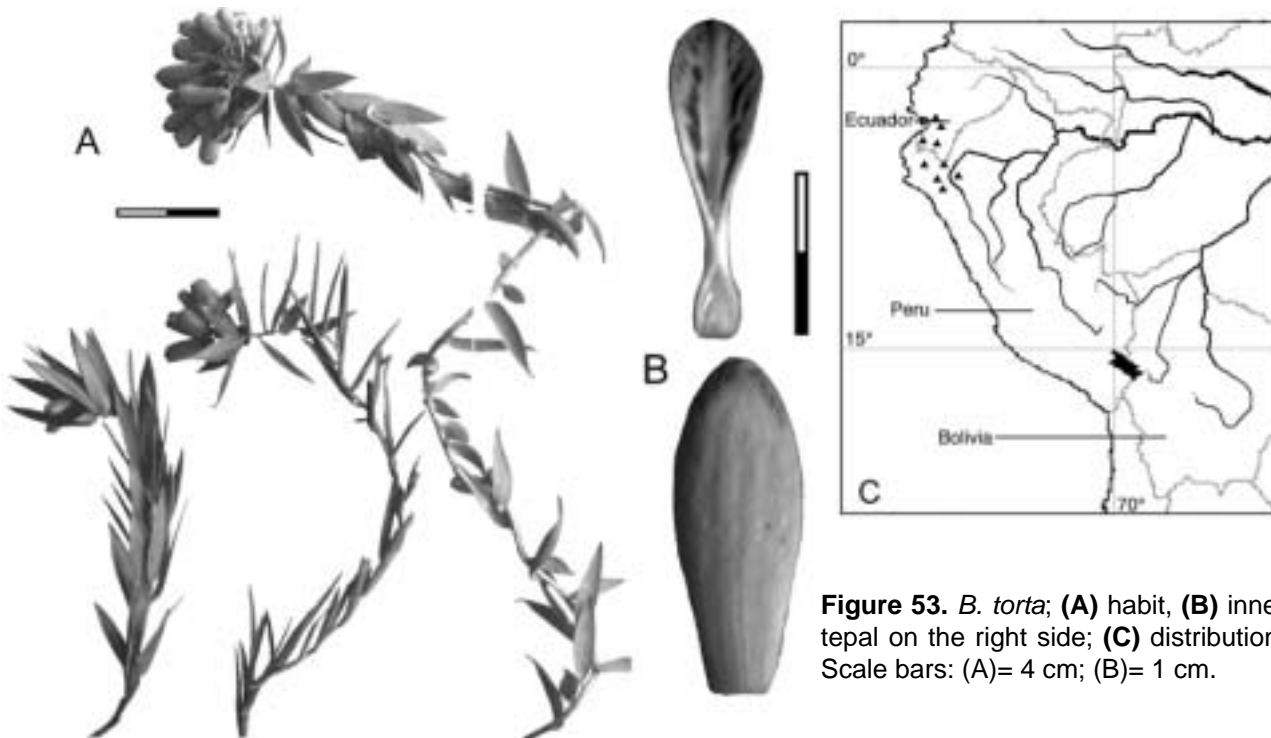 A
B
0°
Ecuador
Peru
15°
Bolivia
C
70°
Figure 53. B. torta; (A) habit, (B) inne
tepal on the right side; (C) distribution
Scale bars: (A)= 4 cm; (B)= 1 cm.